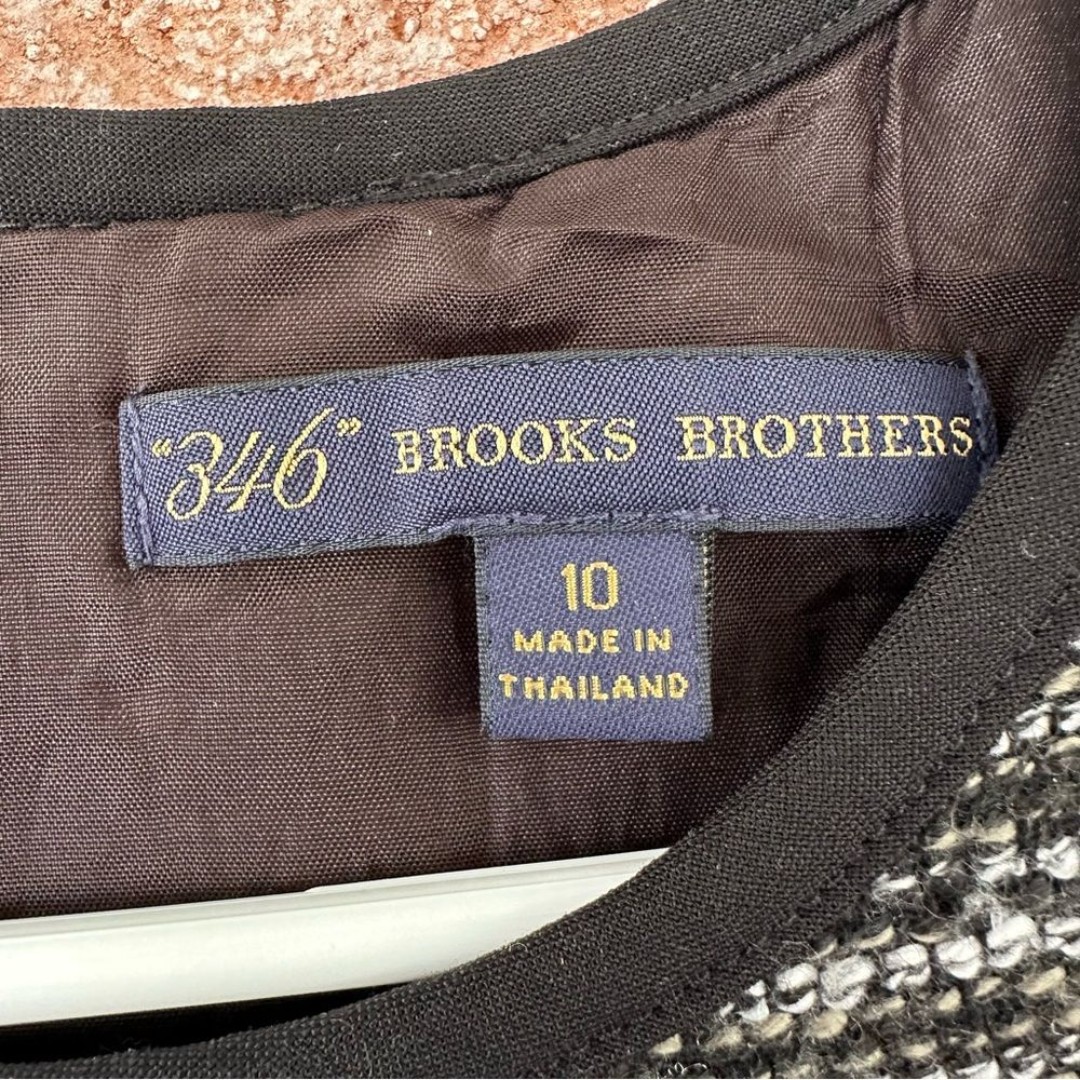 "346" BROOKS BROTHERS
10
MADE IN
THAILAND